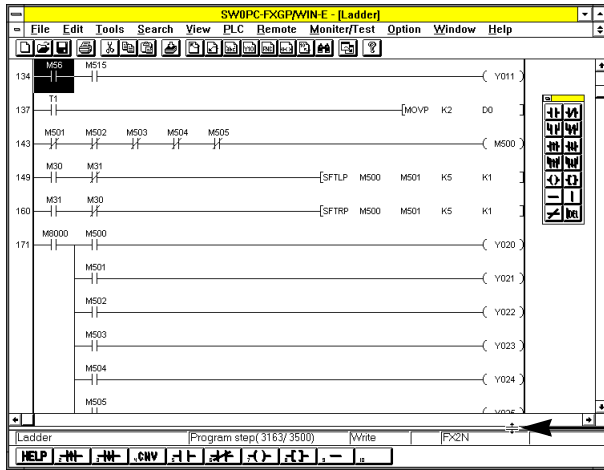 SW0PC-FXGP/WIN-E - [Ladder]
File Edit Tools Search View PLC Remote Moniter/Test Option Window Help
M56 M515
134 Y011
T1
137 MOVP K2 D0
M501 M502 M503 M504 M505
143 M500
M30 M31
149 SFTLP M500 M501 K5 K1
M31 M30
160 SFTRP M500 M501 K5 K1
M8000 M500
171 Y020
M501
Y021
M502
Y022
M503
Y023
M504
Y024
M505
Y025
DEL
Ladder Program step( 3163/ 3500) Write FX2N
HELP CNV